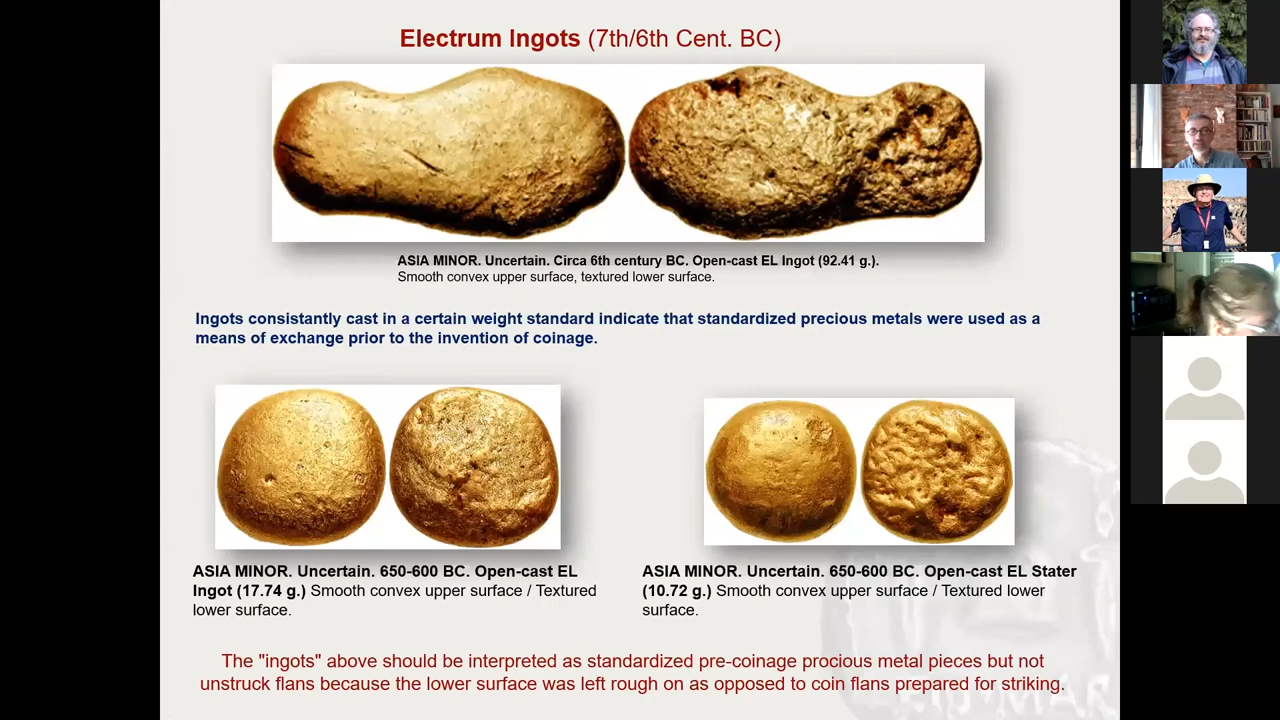 Electrum Ingots (7th/6th Cent. BC)
ASIA MINOR. Uncertain. Circa 6th century BC. Open-cast EL Ingot (92.41 g.).
Smooth convex upper surface, textured lower surface.
Ingots consistantly cast in a certain weight standard indicate that standardized precious metals were used as a
means of exchange prior to the invention of coinage.
ASIA MINOR. Uncertain. 650-600 BC. Open-cast EL
Ingot (17.74 g.) Smooth convex upper surface / Textured
lower surface.
ASIA MINOR. Uncertain. 650-600 BC. Open-cast EL Stater
(10.72 g.) Smooth convex upper surface / Textured lower
surface.
The "ingots" above should be interpreted as standardized pre-coinage procious metal pieces but not
unstruck flans because the lower surface was left rough on as opposed to coin flans prepared for striking.